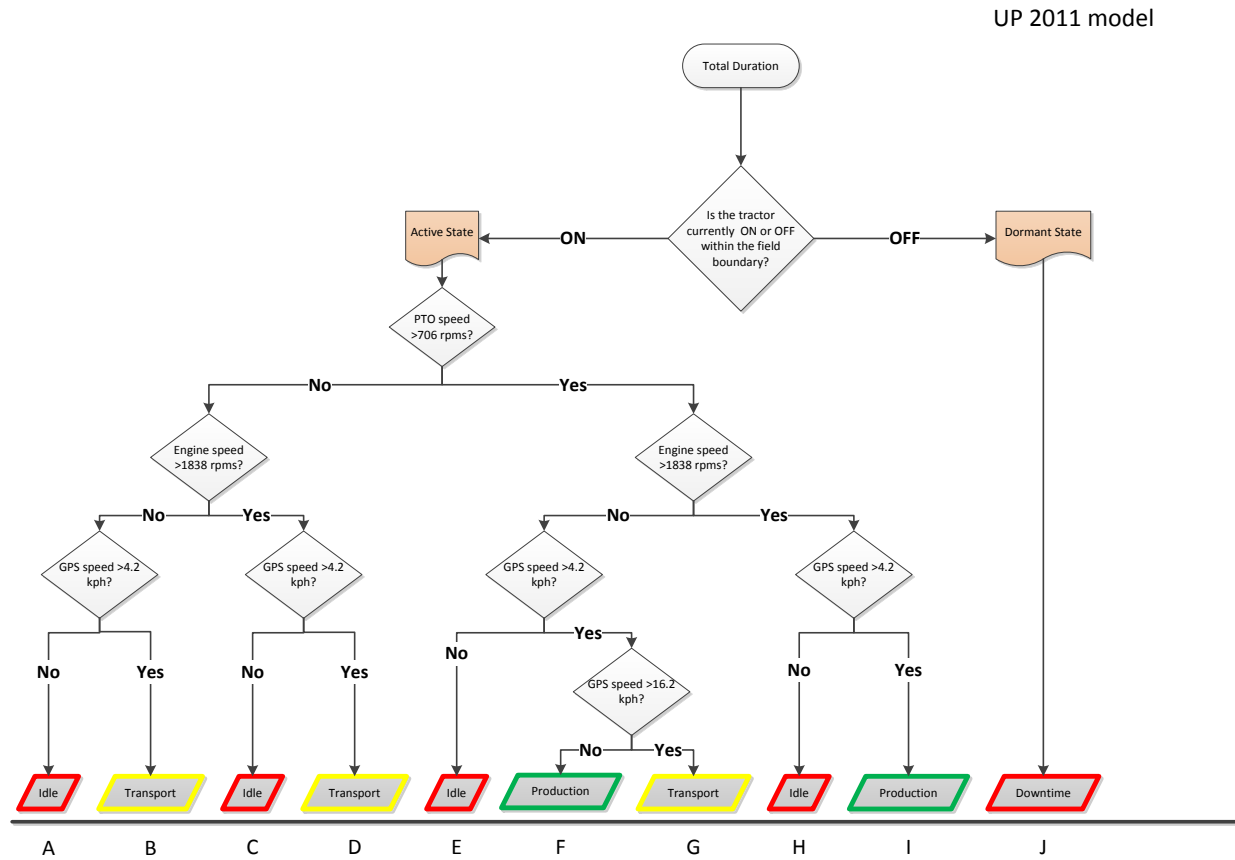 UP 2011 model
Total Duration
Is the tractor
currently ON or OFF
within the field
boundary?
Active State
ON
OFF
Dormant State
PTO speed
>706 rpms?
No
Yes
Engine speed
>1838 rpms?
Engine speed
>1838 rpms?
No
Yes
No
Yes
GPS speed >4.2
kph?
GPS speed >4.2
kph?
GPS speed >4.2
kph?
GPS speed >4.2
kph?
Yes
No
Yes
No
Yes
No
No
Yes
GPS speed >16.2
kph?
No
Yes
Idle
Transport
Idle
Transport
Idle
Production
Transport
Idle
Production
Downtime
A
B
C
D
E
F
G
H
I
J